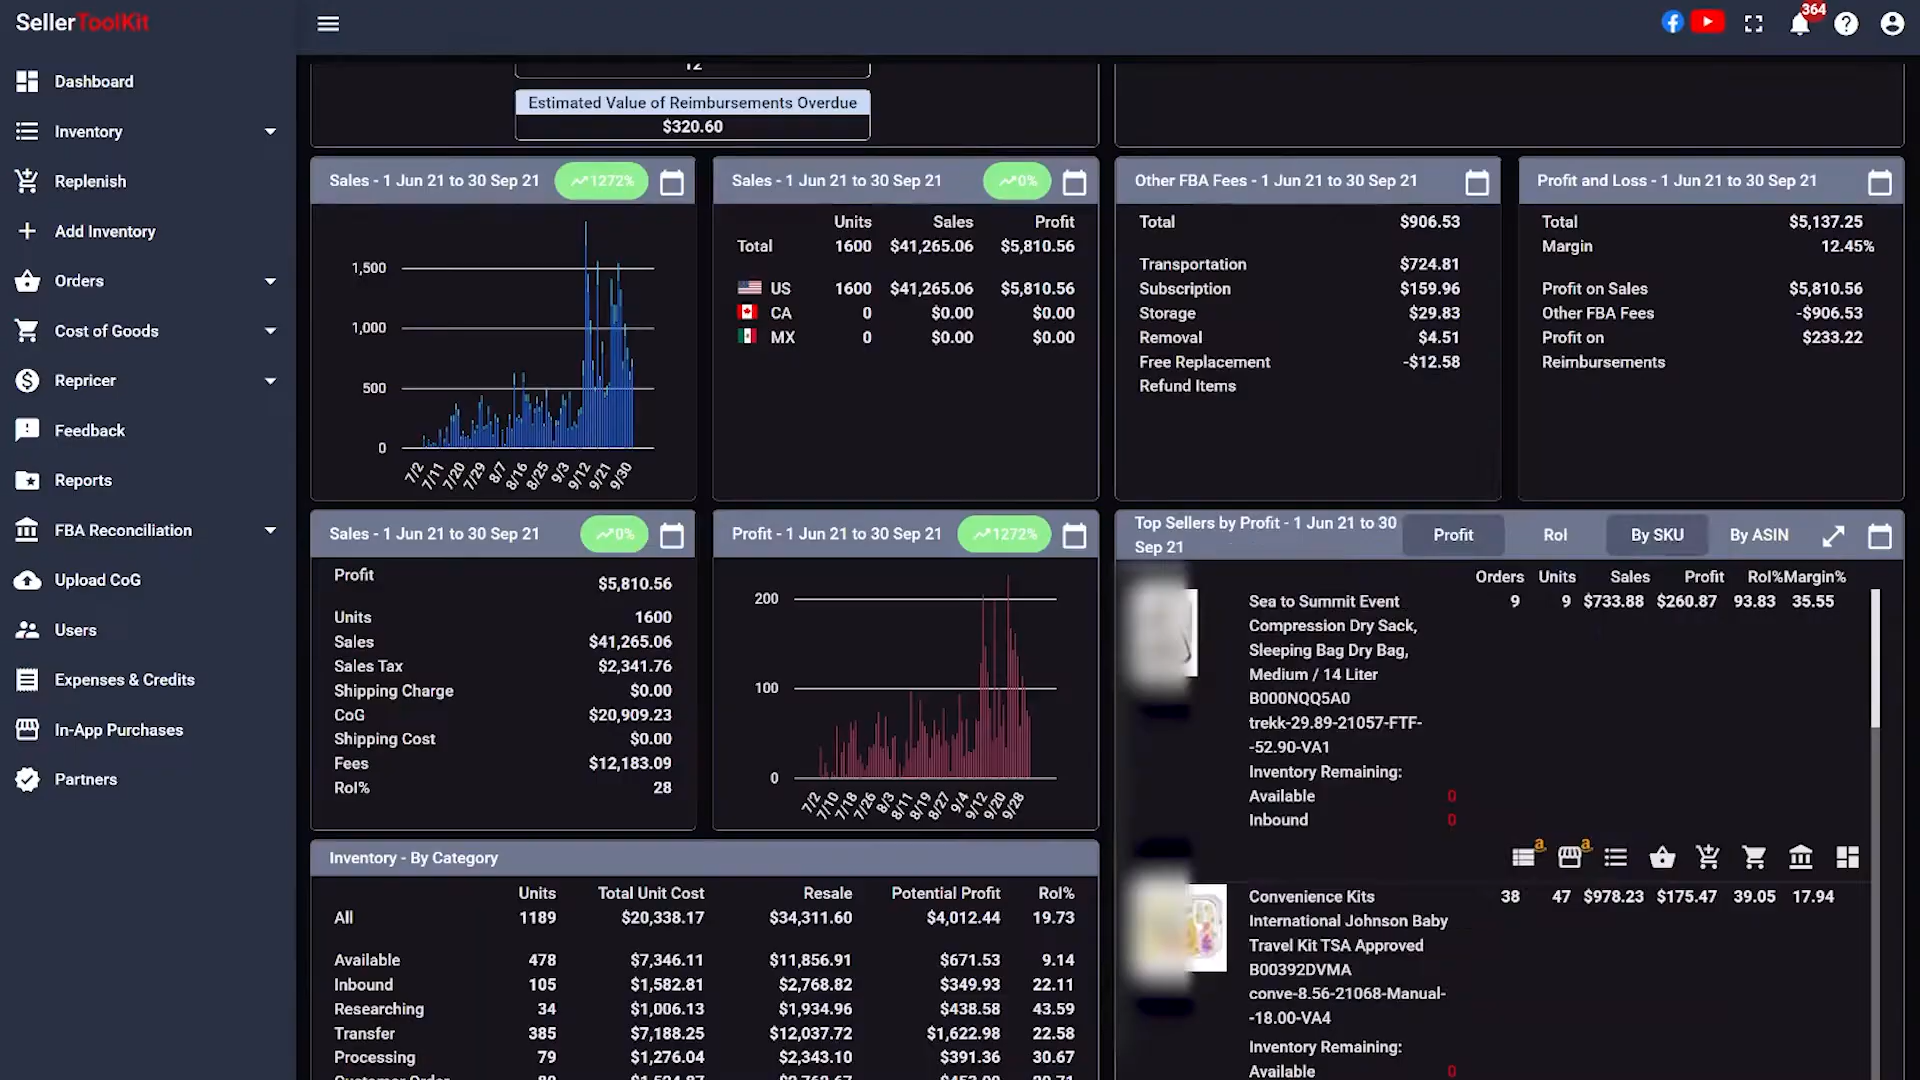 SellerToolKit
364
Dashboard
Inventory
Replenish
Add Inventory
Orders
Cost of Goods
Repricer
Feedback
Reports
FBA Reconciliation
Upload CoG
Users
Expenses & Credits
In-App Purchases
Partners
12
Estimated Value of Reimbursements Overdue
$320.60
Sales - 1 Jun 21 to 30 Sep 21 1272%
1,500
1,000
500
0
7/2 7/11 7/20 7/29 8/7 8/16 8/25 9/3 9/12 9/21 9/30
Sales - 1 Jun 21 to 30 Sep 21 0%
Units Sales Profit
Total 1600 $41,265.06 $5,810.56
US 1600 $41,265.06 $5,810.56
CA 0 $0.00 $0.00
MX 0 $0.00 $0.00
Other FBA Fees - 1 Jun 21 to 30 Sep 21
Total $906.53
Transportation $724.81
Subscription $159.96
Storage $29.83
Removal $4.51
Free Replacement -$12.58
Refund Items
Profit and Loss - 1 Jun 21 to 30 Sep 21
Total $5,137.25
Margin 12.45%
Profit on Sales $5,810.56
Other FBA Fees -$906.53
Profit on $233.22
Reimbursements
Sales - 1 Jun 21 to 30 Sep 21 0%
Profit $5,810.56
Units 1600
Sales $41,265.06
Sales Tax $2,341.76
Shipping Charge $0.00
CoG $20,909.23
Shipping Cost $0.00
Fees $12,183.09
RoI% 28
Profit - 1 Jun 21 to 30 Sep 21 1272%
200
100
0
7/2 7/10 7/18 7/26 8/3 8/11 8/19 8/27 9/4 9/12 9/20 9/28
Top Sellers by Profit - 1 Jun 21 to 30
Sep 21
Profit RoI By SKU By ASIN
Orders Units Sales Profit RoI% Margin%
Sea to Summit Event 9 9 $733.88 $260.87 93.83 35.55
Compression Dry Sack,
Sleeping Bag Dry Bag,
Medium / 14 Liter
B000NQQ5A0
trekk-29.89-21057-FTF-
-52.90-VA1
Inventory Remaining:
Available 0
Inbound 0
Convenience Kits 38 47 $978.23 $175.47 39.05 17.94
International Johnson Baby
Travel Kit TSA Approved
B00392DVMA
conve-8.56-21068-Manual-
-18.00-VA4
Inventory Remaining:
Available 0
Inventory - By Category
Units Total Unit Cost Resale Potential Profit RoI%
All 1189 $20,338.17 $34,311.60 $4,012.44 19.73
Available 478 $7,346.11 $11,856.91 $671.53 9.14
Inbound 105 $1,582.81 $2,768.82 $349.93 22.11
Researching 34 $1,006.13 $1,934.96 $438.58 43.59
Transfer 385 $7,188.25 $12,037.72 $1,622.98 22.58
Processing 79 $1,276.04 $2,343.10 $391.36 30.67